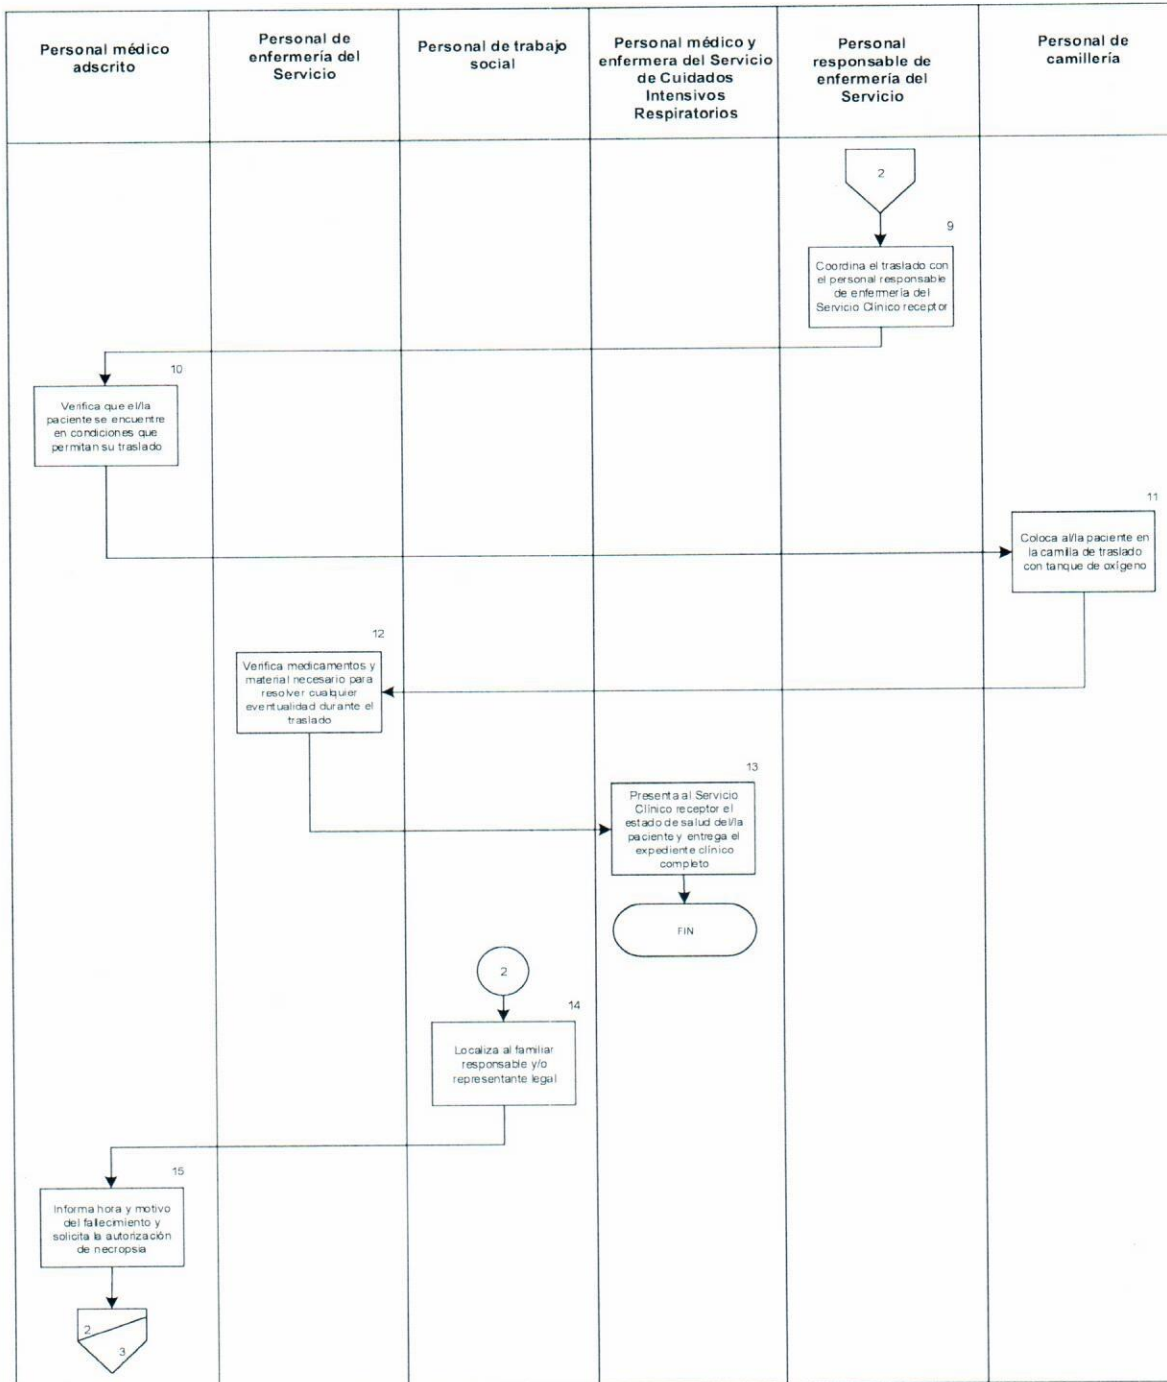 Personal médico
adscrito
Personal de
enfermería del
Servicio
Personal de trabajo
social
Personal médico y
enfermera del Servicio
de Cuidados
Intensivos
Respiratorios
Personal
responsable de
enfermería del
Servicio
Personal de
camillería
2
9
Coordina el traslado con
el personal responsable
de enfermería del
Servicio Clínico receptor
10
Verifica que el/la
paciente se encuentre
en condiciones que
permitan su traslado
11
Coloca al/la paciente en
la camilla de traslado
con tanque de oxígeno
12
Verifica medicamentos y
material necesario para
resolver cualquier
eventualidad durante el
traslado
13
Presenta al Servicio
Clínico receptor el
estado de salud del/la
paciente y entrega el
expediente clínico
completo
FIN
2
14
Localiza al familiar
responsable y/o
representante legal
15
Informa hora y motivo
del fallecimiento y
solicita la autorización
de necropsia
2
3